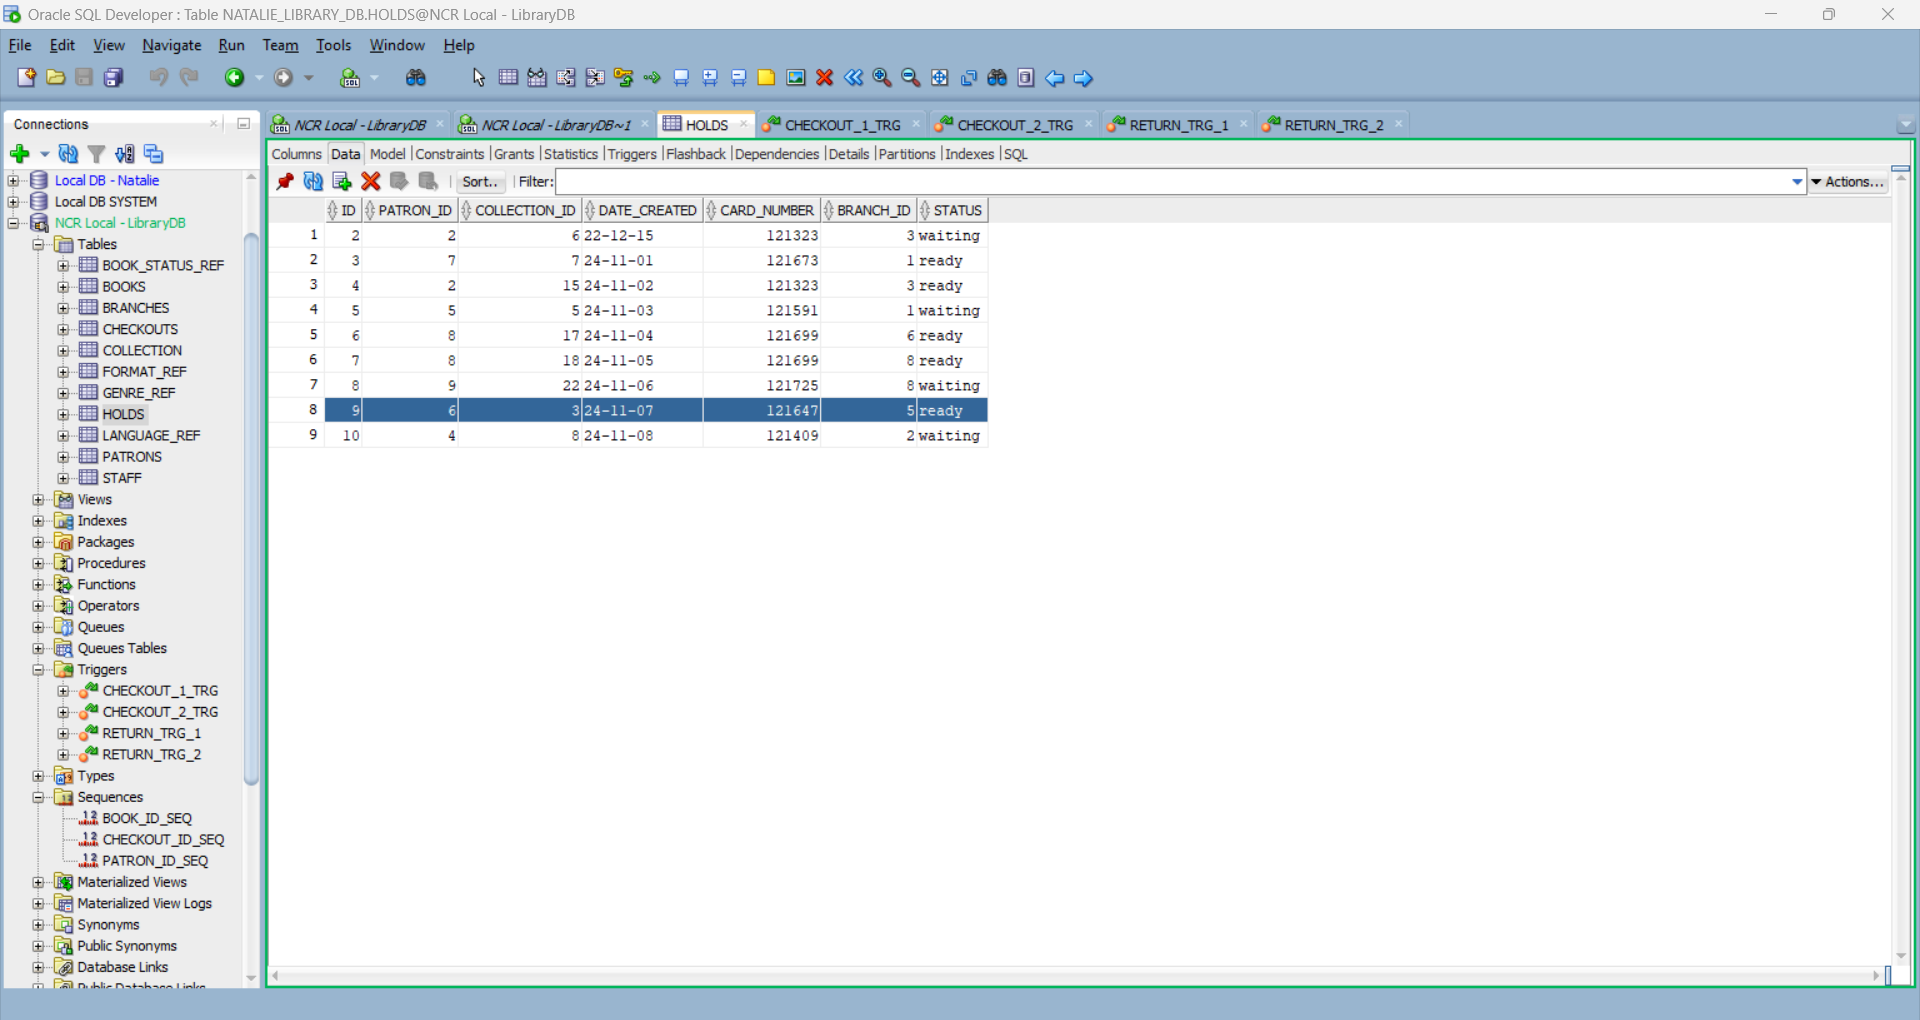 Oracle SQL Developer : Table NATALIE_LIBRARY_DB.HOLDS@NCR Local - LibraryDB
File Edit View Navigate Run Team Tools Window Help
Connections
NCR Local - LibraryDB NCR Local - LibraryDB~1 HOLDS CHECKOUT_1_TRG CHECKOUT_2_TRG RETURN_TRG_1 RETURN_TRG_2
Columns Data Model Constraints Grants Statistics Triggers Flashback Dependencies Details Partitions Indexes SQL
Sort.. Filter: Actions...
ID PATRON_ID COLLECTION_ID DATE_CREATED CARD_NUMBER BRANCH_ID STATUS
1 2 2 6 22-12-15 121323 3 waiting
2 3 7 7 24-11-01 121673 1 ready
3 4 2 15 24-11-02 121323 3 ready
4 5 5 5 24-11-03 121591 1 waiting
5 6 8 17 24-11-04 121699 6 ready
6 7 8 18 24-11-05 121699 8 ready
7 8 9 22 24-11-06 121725 8 waiting
8 9 6 3 24-11-07 121647 5 ready
9 10 4 8 24-11-08 121409 2 waiting
Local DB - Natalie
Local DB SYSTEM
NCR Local - LibraryDB
Tables
BOOK_STATUS_REF
BOOKS
BRANCHES
CHECKOUTS
COLLECTION
FORMAT_REF
GENRE_REF
HOLDS
LANGUAGE_REF
PATRONS
STAFF
Views
Indexes
Packages
Procedures
Functions
Operators
Queues
Queues Tables
Triggers
CHECKOUT_1_TRG
CHECKOUT_2_TRG
RETURN_TRG_1
RETURN_TRG_2
Types
Sequences
BOOK_ID_SEQ
CHECKOUT_ID_SEQ
PATRON_ID_SEQ
Materialized Views
Materialized View Logs
Synonyms
Public Synonyms
Database Links
Public Database Links